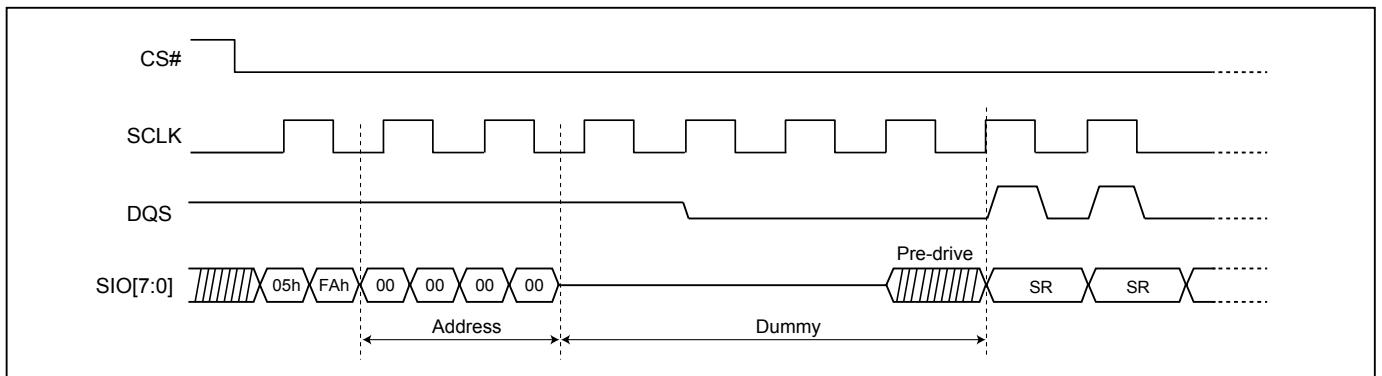 CS#
SCLK
DQS
Pre-drive
SIO[7:0] 05h FAh 00 00 00 00 SR SR
Address Dummy